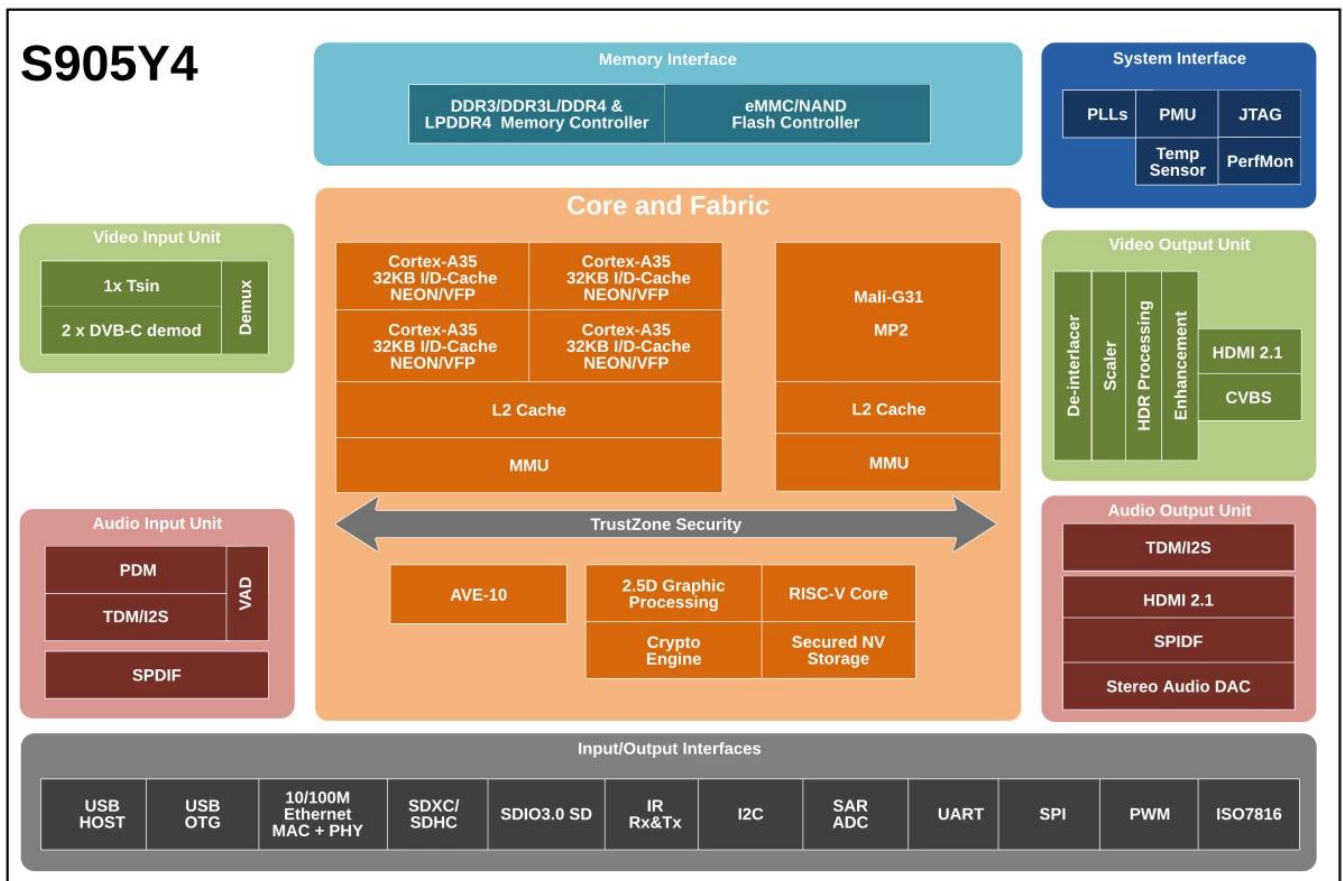 S905Y4
Memory Interface
DDR3/DDR3L/DDR4 &
LPDDR4 Memory Controller
eMMC/NAND
Flash Controller
System Interface
PLLs
PMU
JTAG
Temp
Sensor
PerfMon
Video Input Unit
1x Tsin
2 x DVB-C demod
Demux
Core and Fabric
Cortex-A35
32KB I/D-Cache
NEON/VFP
Cortex-A35
32KB I/D-Cache
NEON/VFP
Cortex-A35
32KB I/D-Cache
NEON/VFP
Cortex-A35
32KB I/D-Cache
NEON/VFP
L2 Cache
MMU
Mali-G31
MP2
L2 Cache
MMU
TrustZone Security
AVE-10
2.5D Graphic
Processing
RISC-V Core
Crypto
Engine
Secured NV
Storage
Video Output Unit
De-interlacer
Scaler
HDR Processing
Enhancement
HDMI 2.1
CVBS
Audio Input Unit
PDM
TDM/I2S
VAD
SPDIF
Audio Output Unit
TDM/I2S
HDMI 2.1
SPIDF
Stereo Audio DAC
Input/Output Interfaces
USB
HOST
USB
OTG
10/100M
Ethernet
MAC + PHY
SDXC/
SDHC
SDIO3.0 SD
IR
Rx&Tx
I2C
SAR
ADC
UART
SPI
PWM
ISO7816